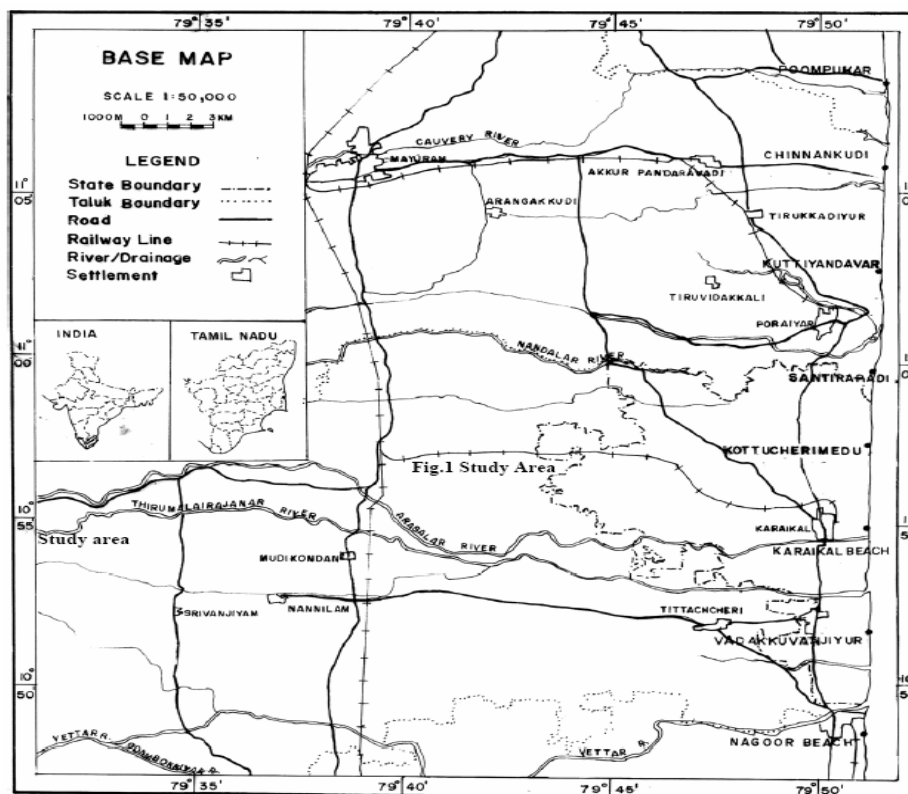 79° 35'
79° 40'
79° 45'
79° 50'
BASE MAP
SCALE 1:50,000
1000M 0 1 2 3 KM
LEGEND
State Boundary
Taluk Boundary
Road
Railway Line
River/Drainage
Settlement
INDIA
TAMIL NADU
11°
05'
41°
00'
10°
55'
10°
50'
POOMPUKAR
CAUVERY RIVER
MAYURAM
CHINNANKUDI
AKKUR PANDARAVADI
ARANGAKKUDI
TIRUKKADIYUR
KUTTIYANDAVAR
TIRUVIDAKKALI
PORAIYAR
NANDALAR RIVER
SANTIRAPADI
KOTTUCHERIMEDU
Fig.1 Study Area
THIRUMALAIRAJANAR RIVER
ARASALAR RIVER
KARAIKAL
KARAIKAL BEACH
Study area
MUDIKONDAN
NANNILAM
SRIVANJIYAM
TITTACHCHERI
VADAKKUVANJIYUR
VETTAR R
VETTAR R
NAGOOR BEACH
79° 35'
79° 40'
79° 45'
79° 50'